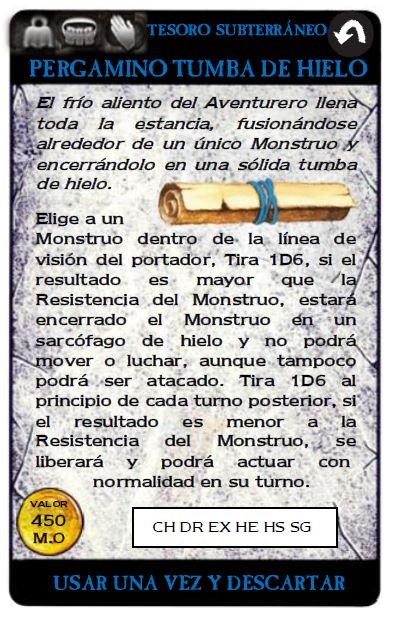 TESORO SUBTERRÁNEO
PERGAMINO TUMBA DE HIELO
El frío aliento del Aventurero llena
toda la estancia, fusionándose
alrededor de un único Monstruo y
encerrándolo en una sólida tumba
de hielo.
Elige a un
Monstruo dentro de la línea de
visión del portador, Tira 1D6, si el
resultado es mayor que la
Resistencia del Monstruo, estará
encerrado el Monstruo en un
sarcófago de hielo y no podrá
mover o luchar, aunque tampoco
podrá ser atacado. Tira 1D6 al
principio de cada turno posterior, si
el resultado es menor a la
Resistencia del Monstruo, se
liberará y podrá actuar con
normalidad en su turno.
VALOR
450
M.O
CH DR EX HE HS SG
USAR UNA VEZ Y DESCARTAR